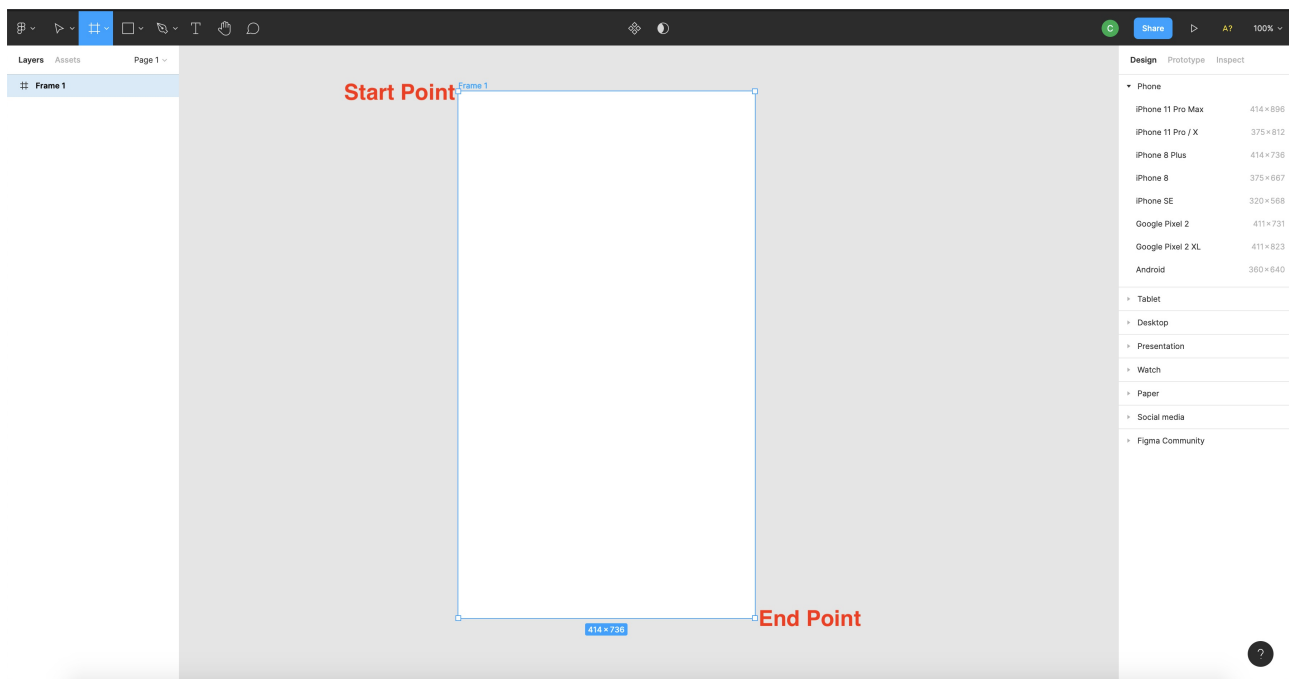 C
Share
A?
100%
Layers
Assets
Page 1
Design
Prototype
Inspect
Frame 1
Start Point
Frame 1
End Point
414 × 736
Phone
iPhone 11 Pro Max 414×896
iPhone 11 Pro / X 375×812
iPhone 8 Plus 414×736
iPhone 8 375×667
iPhone SE 320×568
Google Pixel 2 411×731
Google Pixel 2 XL 411×823
Android 360×640
Tablet
Desktop
Presentation
Watch
Paper
Social media
Figma Community
?